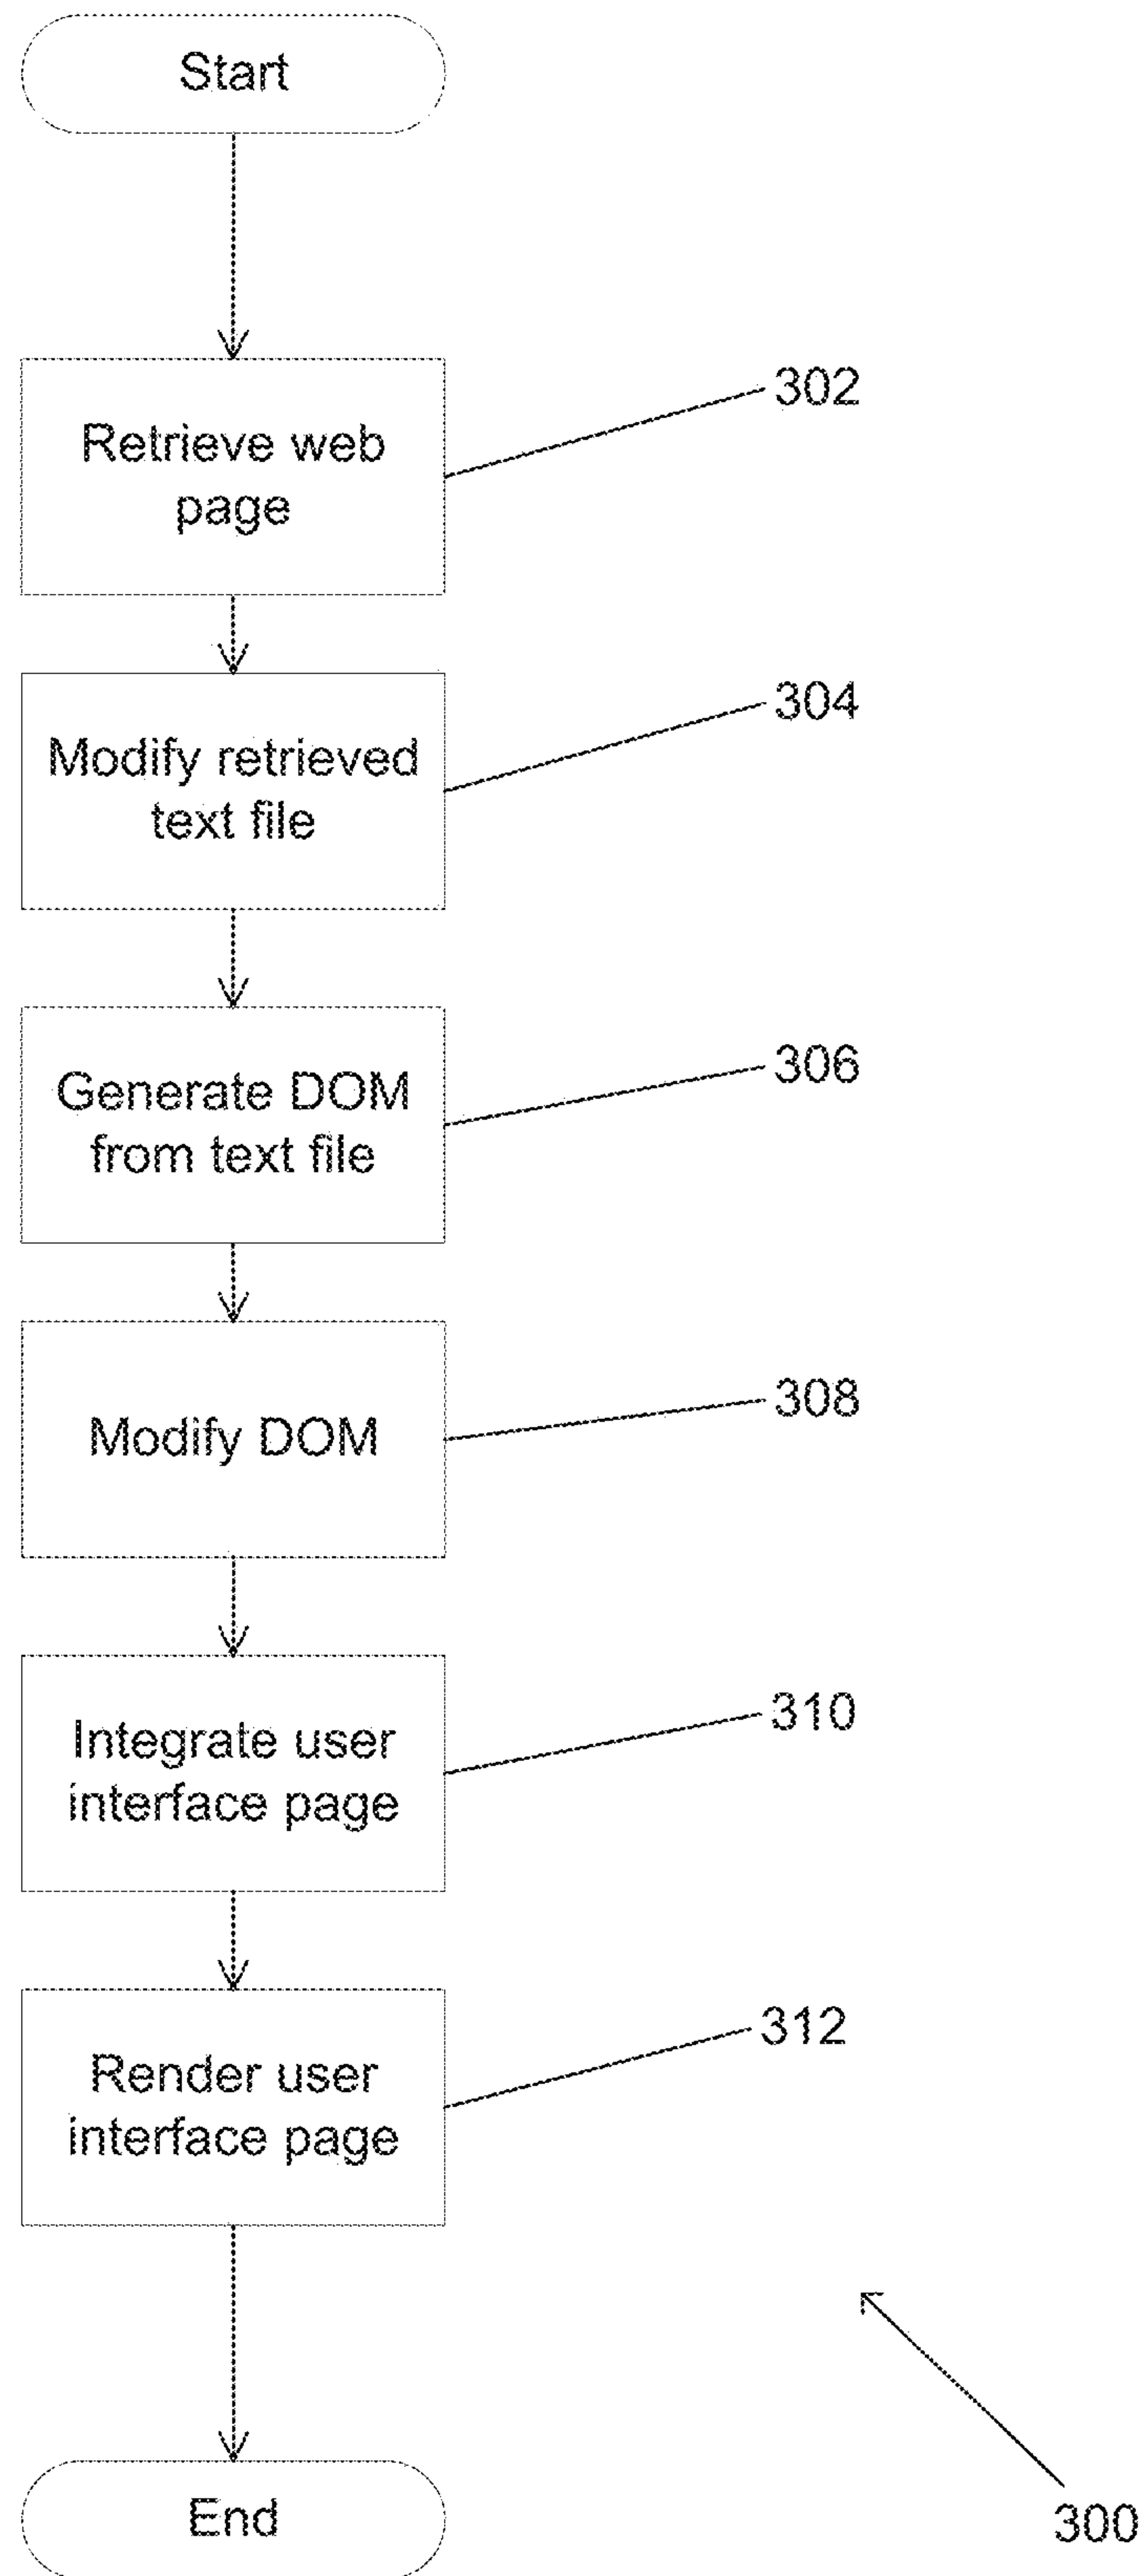 Start
Retrieve web
page
302
Modify retrieved
text file
304
Generate DOM
from text file
306
Modify DOM
308
Integrate user
interface page
310
Render user
interface page
312
End
300